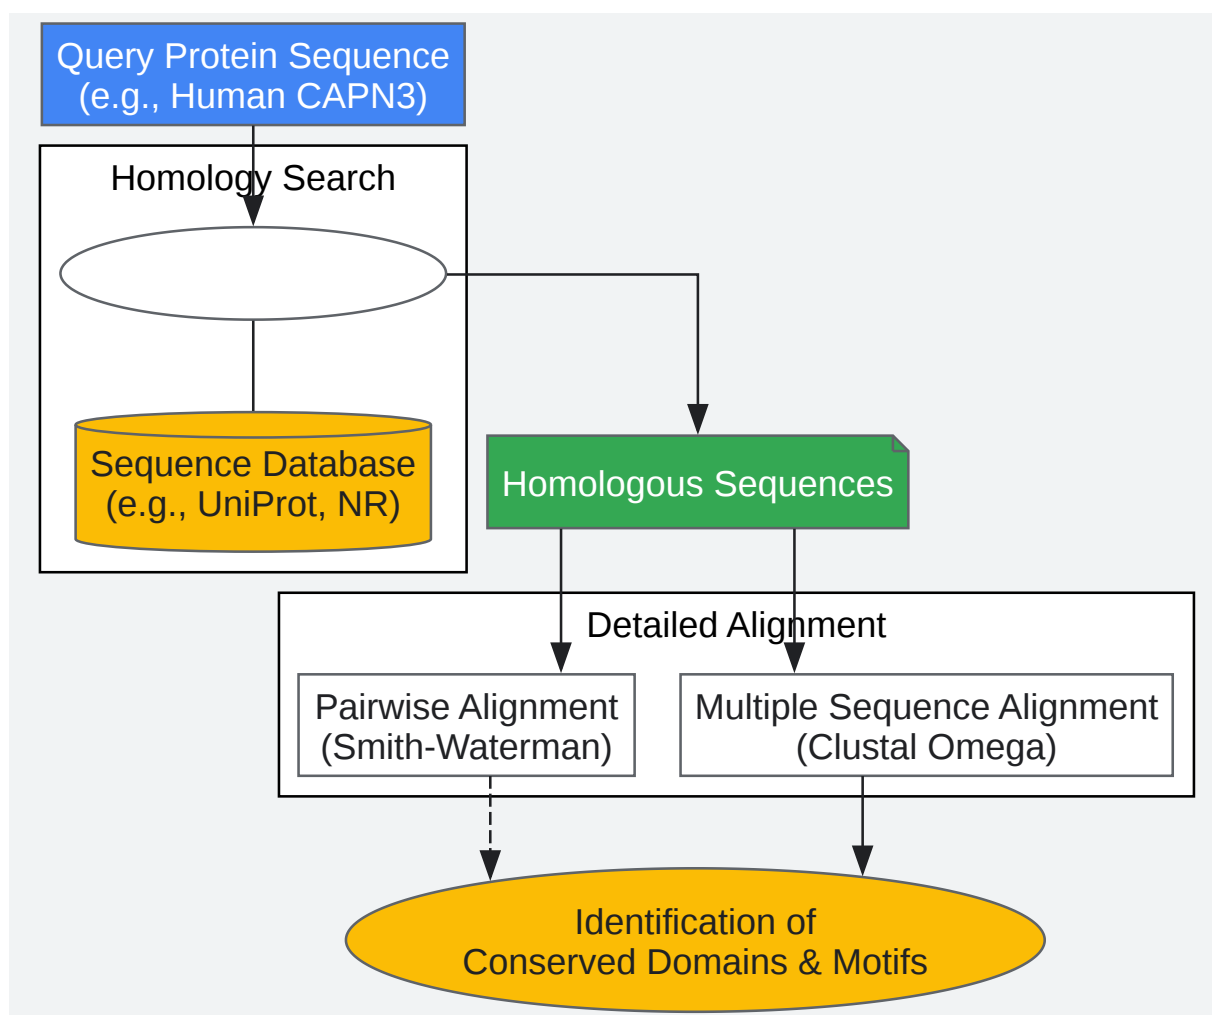 Query Protein Sequence
(e.g., Human CAPN3)
Homology Search
Sequence Database
(e.g., UniProt, NR)
Homologous Sequences
Detailed Alignment
Pairwise Alignment
(Smith-Waterman)
Multiple Sequence Alignment
(Clustal Omega)
Identification of
Conserved Domains & Motifs